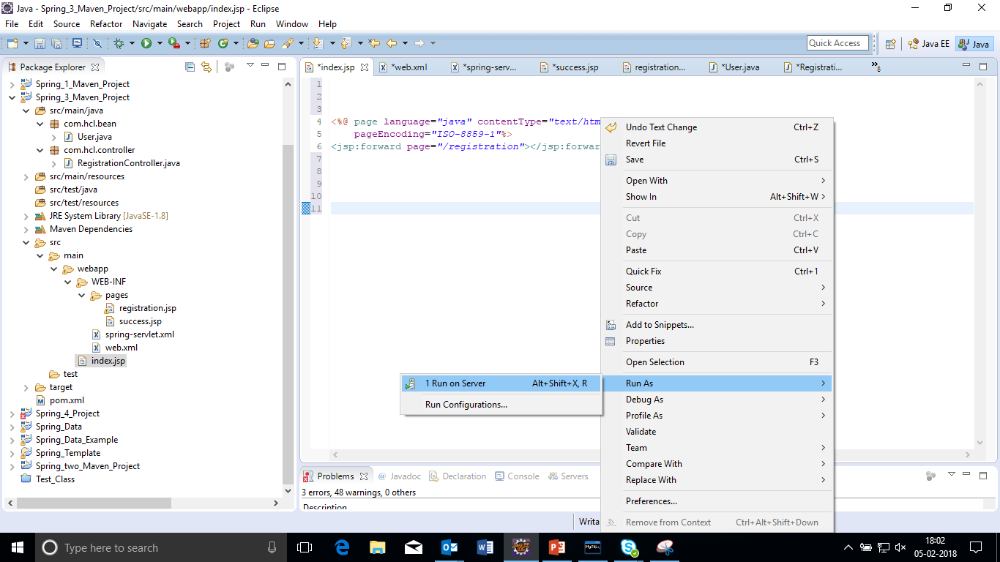 Java - Spring_3_Maven_Project/src/main/webapp/index.jsp - Eclipse
File Edit Source Refactor Navigate Search Project Run Window Help
Quick Access Java EE Java
Package Explorer
Spring_1_Maven_Project
Spring_3_Maven_Project
src/main/java
com.hcl.bean
User.java
com.hcl.controller
RegistrationController.java
src/main/resources
src/test/java
src/test/resources
JRE System Library [JavaSE-1.8]
Maven Dependencies
src
main
webapp
WEB-INF
pages
registration.jsp
success.jsp
spring-servlet.xml
web.xml
index.jsp
test
target
pom.xml
Spring_4_Project
Spring_Data
Spring_Data_Example
Spring_Template
Spring_two_Maven_Project
Test_Class
*index.jsp *web.xml *spring-serv... *success.jsp registration... *User.java *Registrati... »8
1
2
3
4 <%@ page language="java" contentType="text/htm
5 pageEncoding="ISO-8859-1"%>
6 <jsp:forward page="/registration"></jsp:forwar
7
8
9
10
11
Undo Text Change Ctrl+Z
Revert File
Save Ctrl+S
Open With
Show In Alt+Shift+W
Cut Ctrl+X
Copy Ctrl+C
Paste Ctrl+V
Quick Fix Ctrl+1
Source
Refactor
Add to Snippets...
Properties
Open Selection F3
Run As
Debug As
Profile As
Validate
Team
Compare With
Replace With
Preferences...
Remove from Context Ctrl+Alt+Shift+Down
1 Run on Server Alt+Shift+X, R
Run Configurations...
Problems @ Javadoc Declaration Console Servers
3 errors, 48 warnings, 0 others
Description
Writa
Type here to search
JAVA EE IDE
MySQL
18:02
05-02-2018